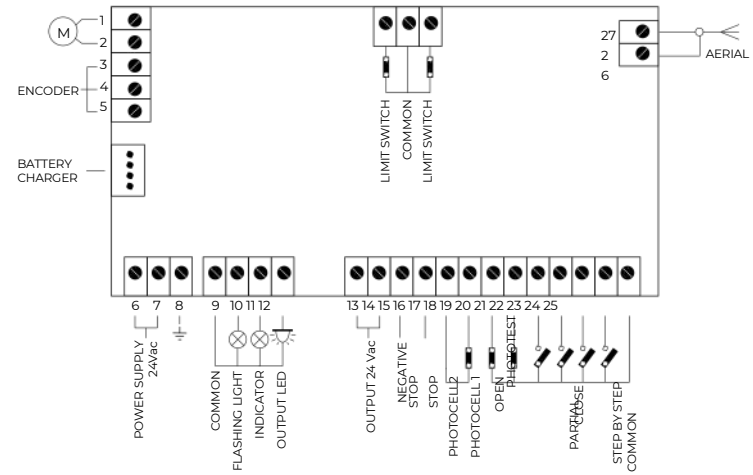 M
1
2
3
ENCODER
4
5
BATTERY
CHARGER
LIMIT SWITCH
COMMON
LIMIT SWITCH
27
2
6
AERIAL
6 7 8
9 10 11 12
13 14 15 16 17 18 19 20 21 22 23 24 25
POWER SUPPLY
24Vac
COMMON
FLASHING LIGHT
INDICATOR
OUTPUT LED
OUTPUT 24 Vac
NEGATIVE
STOP
STOP
PHOTOCELL2
PHOTOCELL1
OPEN
PHOTOTEST
PARTIAL
CLOSE
STEP BY STEP
COMMON